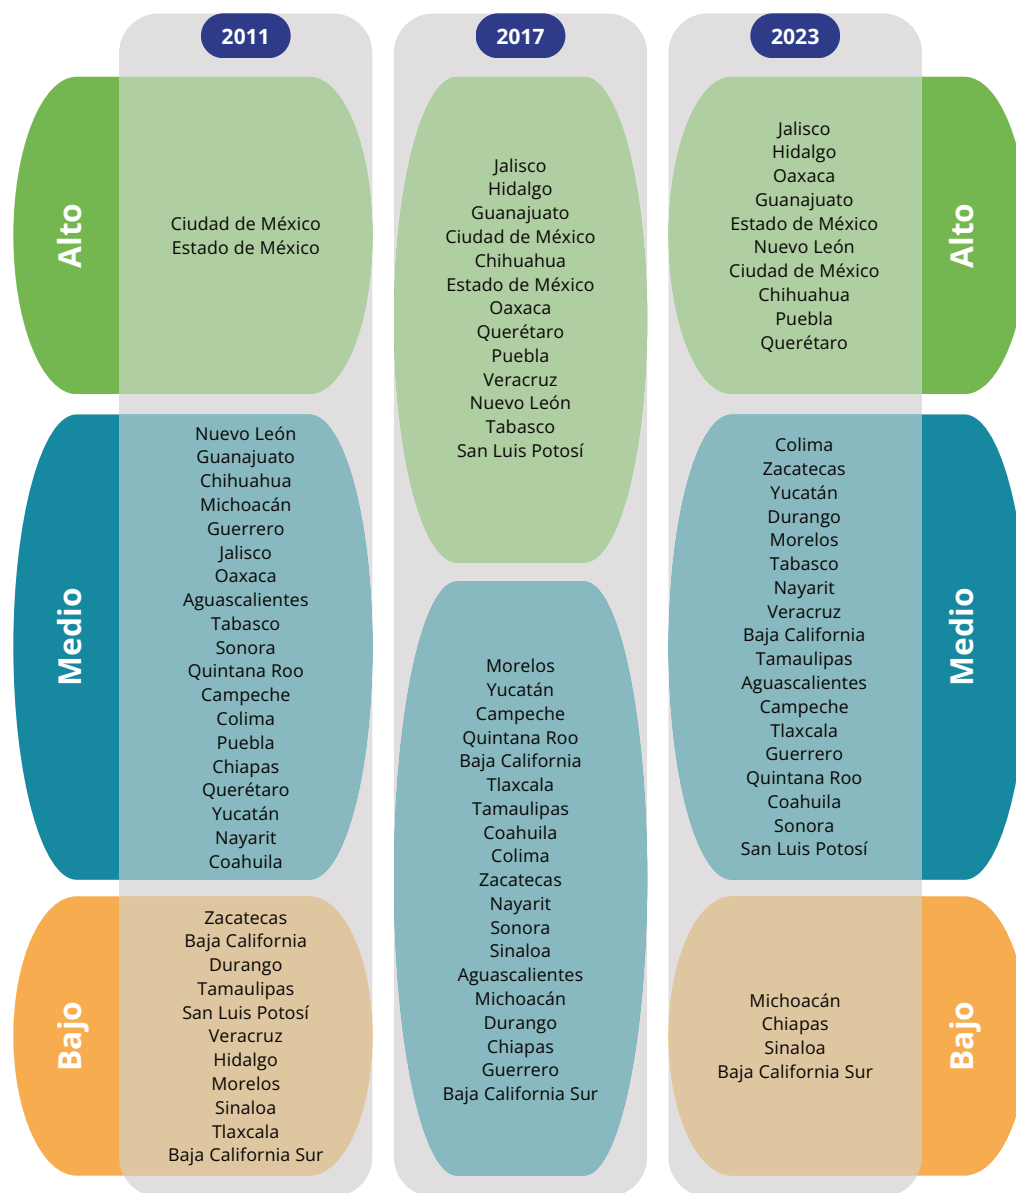 2011
2017
2023
Alto
Ciudad de México
Estado de México
Jalisco
Hidalgo
Guanajuato
Ciudad de México
Chihuahua
Estado de México
Oaxaca
Querétaro
Puebla
Veracruz
Nuevo León
Tabasco
San Luis Potosí
Jalisco
Hidalgo
Oaxaca
Guanajuato
Estado de México
Nuevo León
Ciudad de México
Chihuahua
Puebla
Querétaro
Alto
Medio
Nuevo León
Guanajuato
Chihuahua
Michoacán
Guerrero
Jalisco
Oaxaca
Aguascalientes
Tabasco
Sonora
Quintana Roo
Campeche
Colima
Puebla
Chiapas
Querétaro
Yucatán
Nayarit
Coahuila
Morelos
Yucatán
Campeche
Quintana Roo
Baja California
Tlaxcala
Tamaulipas
Coahuila
Colima
Zacatecas
Nayarit
Sonora
Sinaloa
Aguascalientes
Michoacán
Durango
Chiapas
Guerrero
Baja California Sur
Colima
Zacatecas
Yucatán
Durango
Morelos
Tabasco
Nayarit
Veracruz
Baja California
Tamaulipas
Aguascalientes
Campeche
Tlaxcala
Guerrero
Quintana Roo
Coahuila
Sonora
San Luis Potosí
Medio
Bajo
Zacatecas
Baja California
Durango
Tamaulipas
San Luis Potosí
Veracruz
Hidalgo
Morelos
Sinaloa
Tlaxcala
Baja California Sur
Michoacán
Chiapas
Sinaloa
Baja California Sur
Bajo